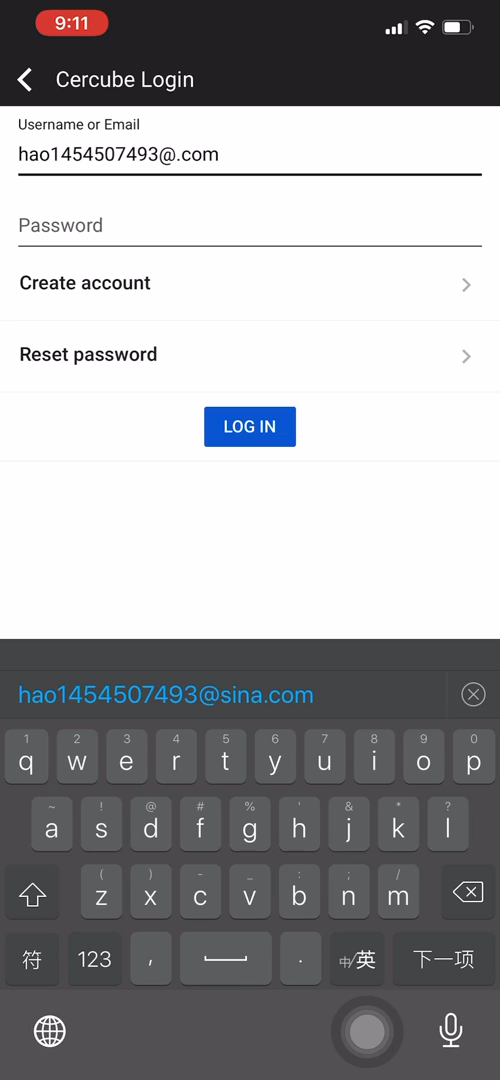 9:11
Cercube Login
Username or Email
hao1454507493@.com
Password
Create account
Reset password
LOG IN
hao1454507493@sina.com
1 2 3 4 5 6 7 8 9 0
q w e r t y u i o p
~ ! @ # % ' & * ?
a s d f g h j k l
( ) - _ : ; /
z x c v b n m
符 123 , . 中/英 下一项